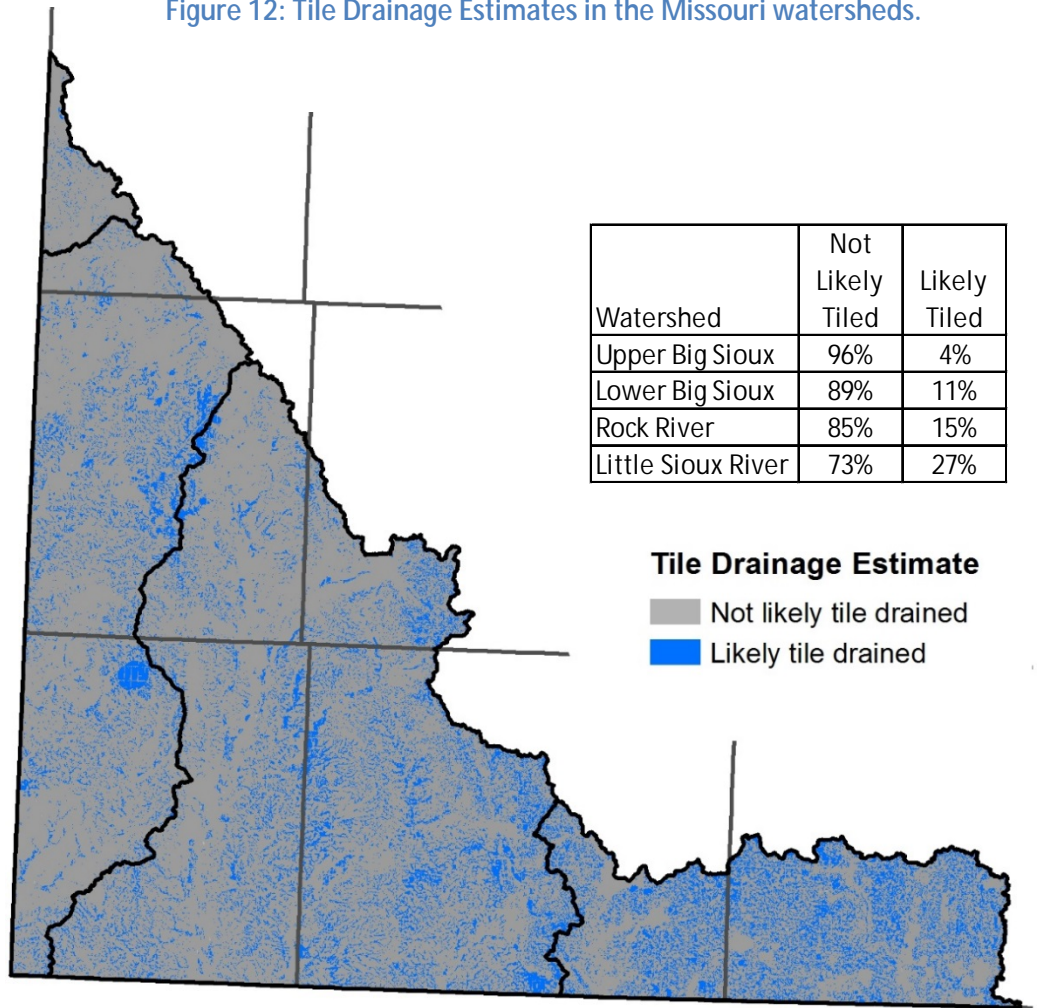 Figure 12: Tile Drainage Estimates in the Missouri watersheds.
Not
Likely Likely
Watershed Tiled Tiled
Upper Big Sioux 96% 4%
Lower Big Sioux 89% 11%
Rock River 85% 15%
Little Sioux River 73% 27%
Tile Drainage Estimate
Not likely tile drained
Likely tile drained